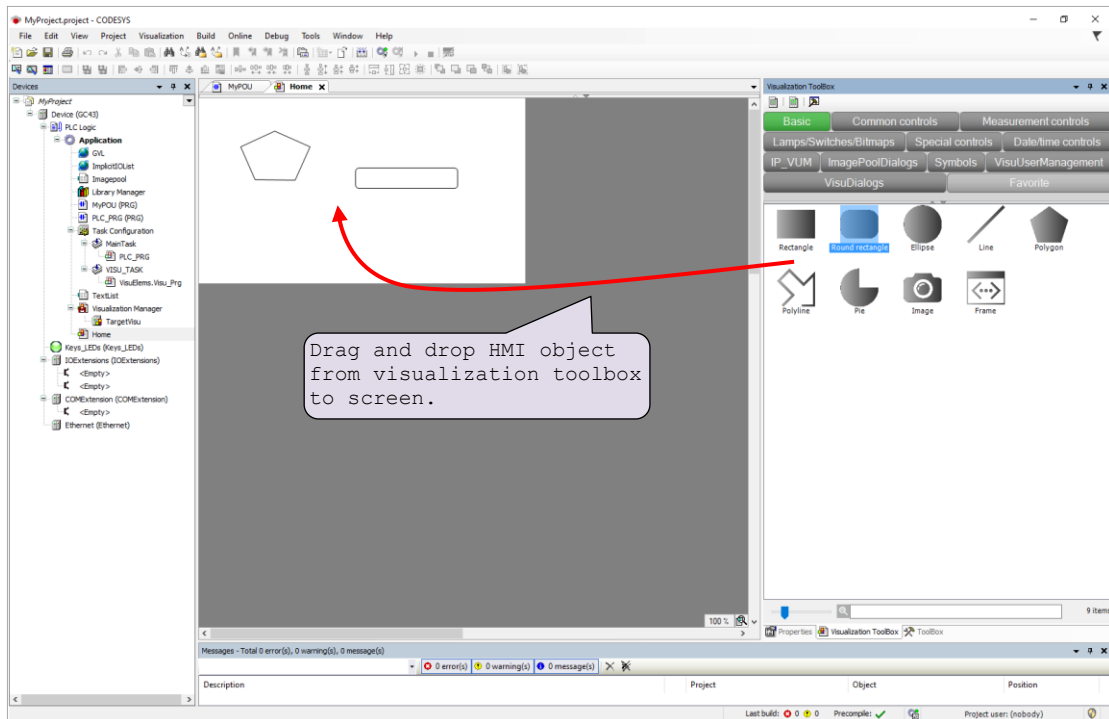 MyProject.project - CODESYS
File Edit View Project Visualization Build Online Debug Tools Window Help
Devices
MyProject
Device (GC43)
PLC Logic
Application
GVL
ImplicitIOList
Imagepool
Library Manager
MyPOU (PRG)
PLC_PRG (PRG)
Task Configuration
MainTask
PLC_PRG
VISU_TASK
VisuElems.Visu_Prg
TextList
Visualization Manager
TargetVisu
Home
Keys_LEDs (Keys_LEDs)
IOExtensions (IOExtensions)
<Empty>
<Empty>
COMExtension (COMExtension)
<Empty>
Ethernet (Ethernet)
MyPOU Home
Drag and drop HMI object
from visualization toolbox
to screen.
100 %
Visualization ToolBox
Basic Common controls Measurement controls
Lamps/Switches/Bitmaps Special controls Date/time controls
IP_VUM ImagePoolDialogs Symbols VisuUserManagement
VisuDialogs Favorite
Rectangle Round rectangle Ellipse Line Polygon
Polyline Pie Image Frame
9 items
Properties Visualization ToolBox ToolBox
Messages - Total 0 error(s), 0 warning(s), 0 message(s)
0 error(s) 0 warning(s) 0 message(s)
Description Project Object Position
Last build: 0 0 Precompile: Project user: (nobody)